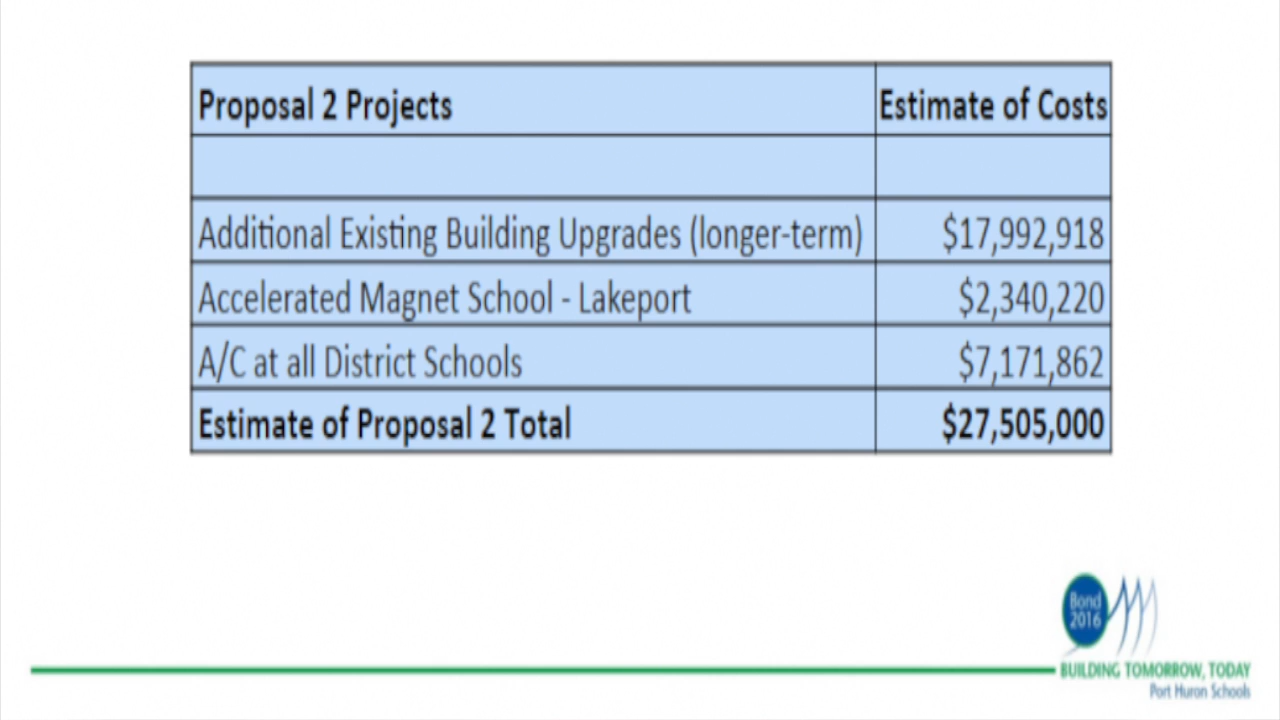 Proposal 2 Projects Estimate of Costs
Additional Existing Building Upgrades (longer-term) $17,992,918
Accelerated Magnet School - Lakeport $2,340,220
A/C at all District Schools $7,171,862
Estimate of Proposal 2 Total $27,505,000
Bond
2016
BUILDING TOMORROW, TODAY
Port Huron Schools